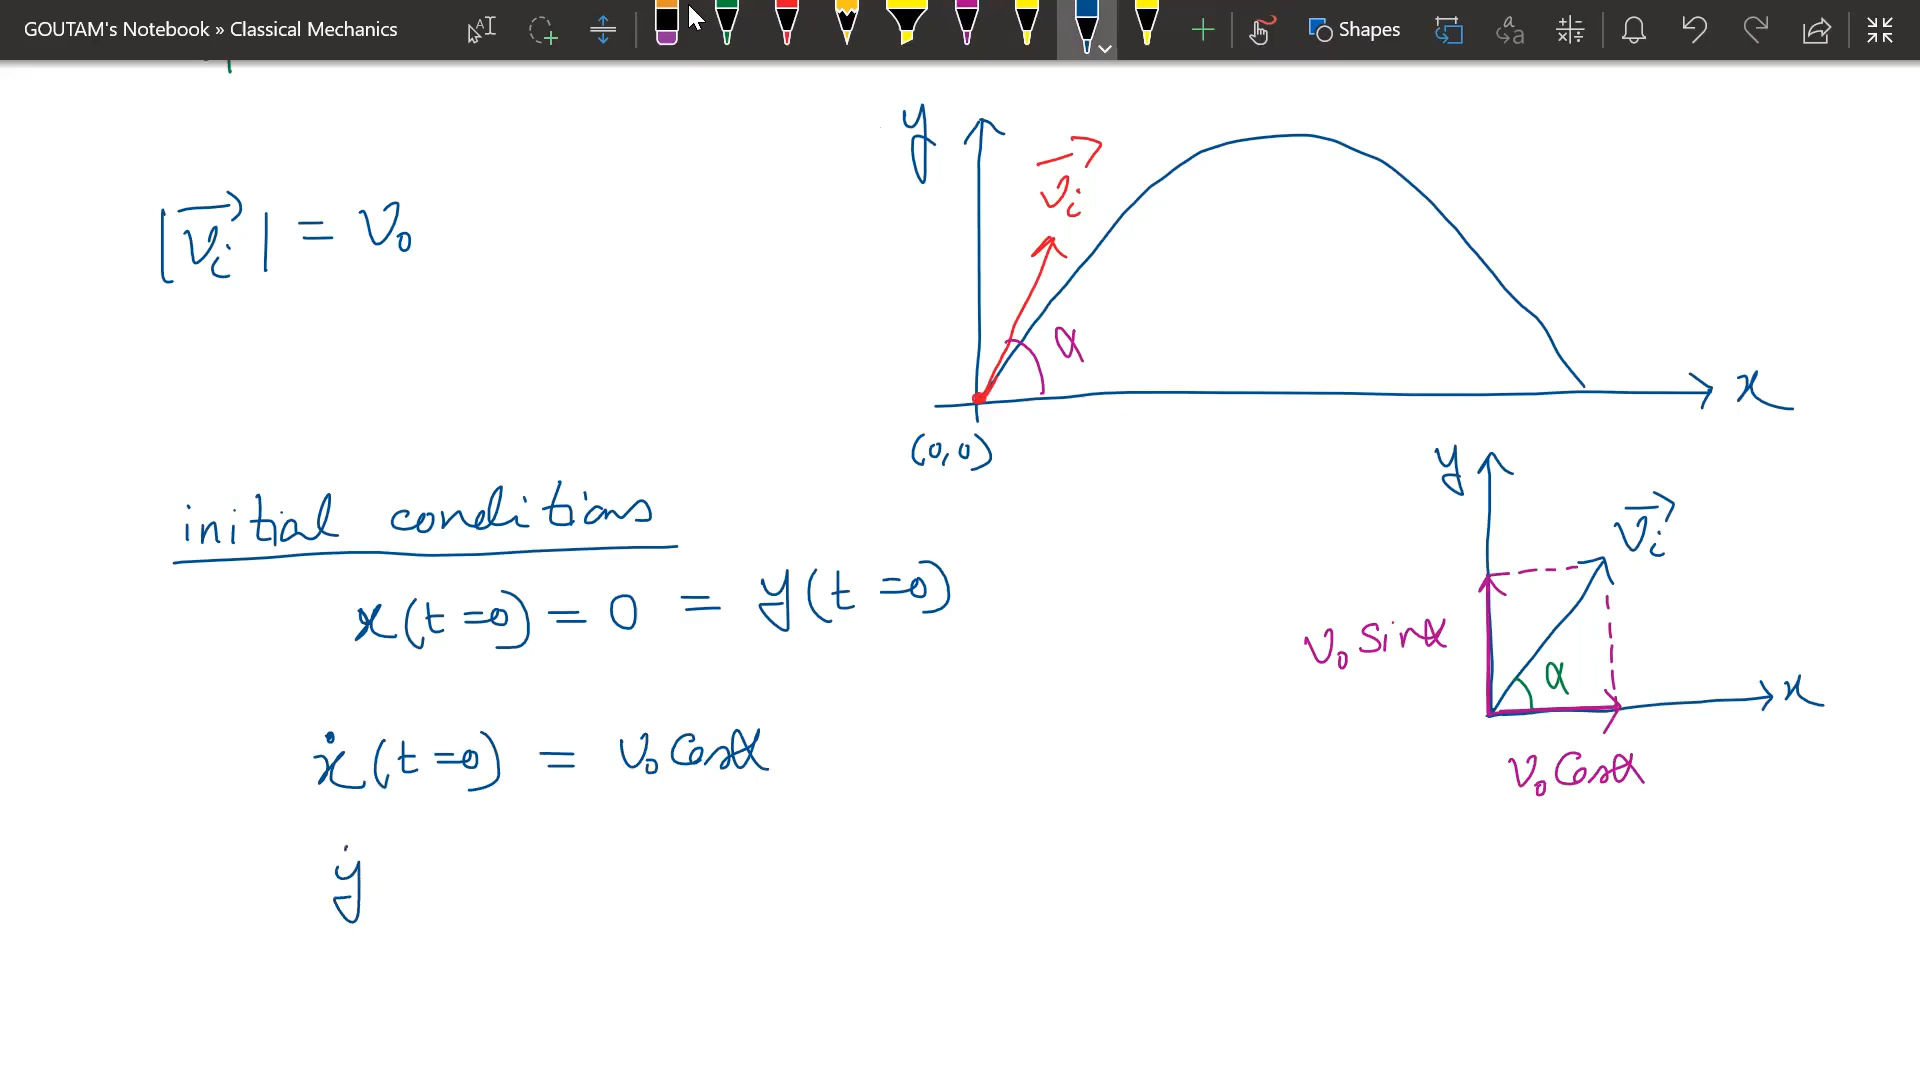 GOUTAM's Notebook » Classical Mechanics
Shapes
y
v⃗ᵢ
|v⃗ᵢ| = v₀
α
x
(0,0)
y
initial conditions
v⃗ᵢ
x(t=0) = 0 = y(t=0)
v₀ Sinα
α
x
ẋ(t=0) = v₀ Cosα
v₀ Cosα
ẏ